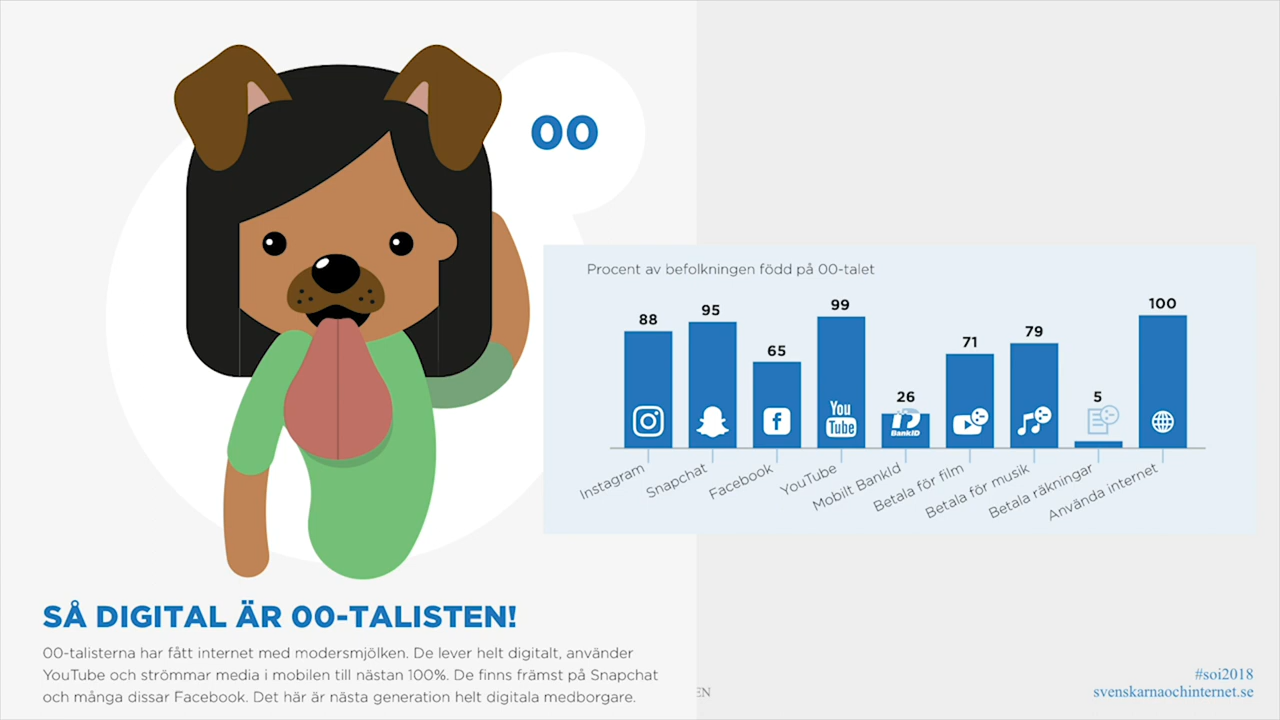 00
Procent av befolkningen född på 00-talet
88
95
65
99
26
71
79
5
100
You
Tube
BankID
Instagram
Snapchat
Facebook
YouTube
Mobilt BankId
Betala för film
Betala för musik
Betala räkningar
Använda internet
SÅ DIGITAL ÄR 00-TALISTEN!
00-talisterna har fått internet med modersmjölken. De lever helt digitalt, använder
YouTube och strömmar media i mobilen till nästan 100%. De finns främst på Snapchat
och många dissar Facebook. Det här är nästa generation helt digitala medborgare.
EN
#soi2018
svenskarnaochinternet.se